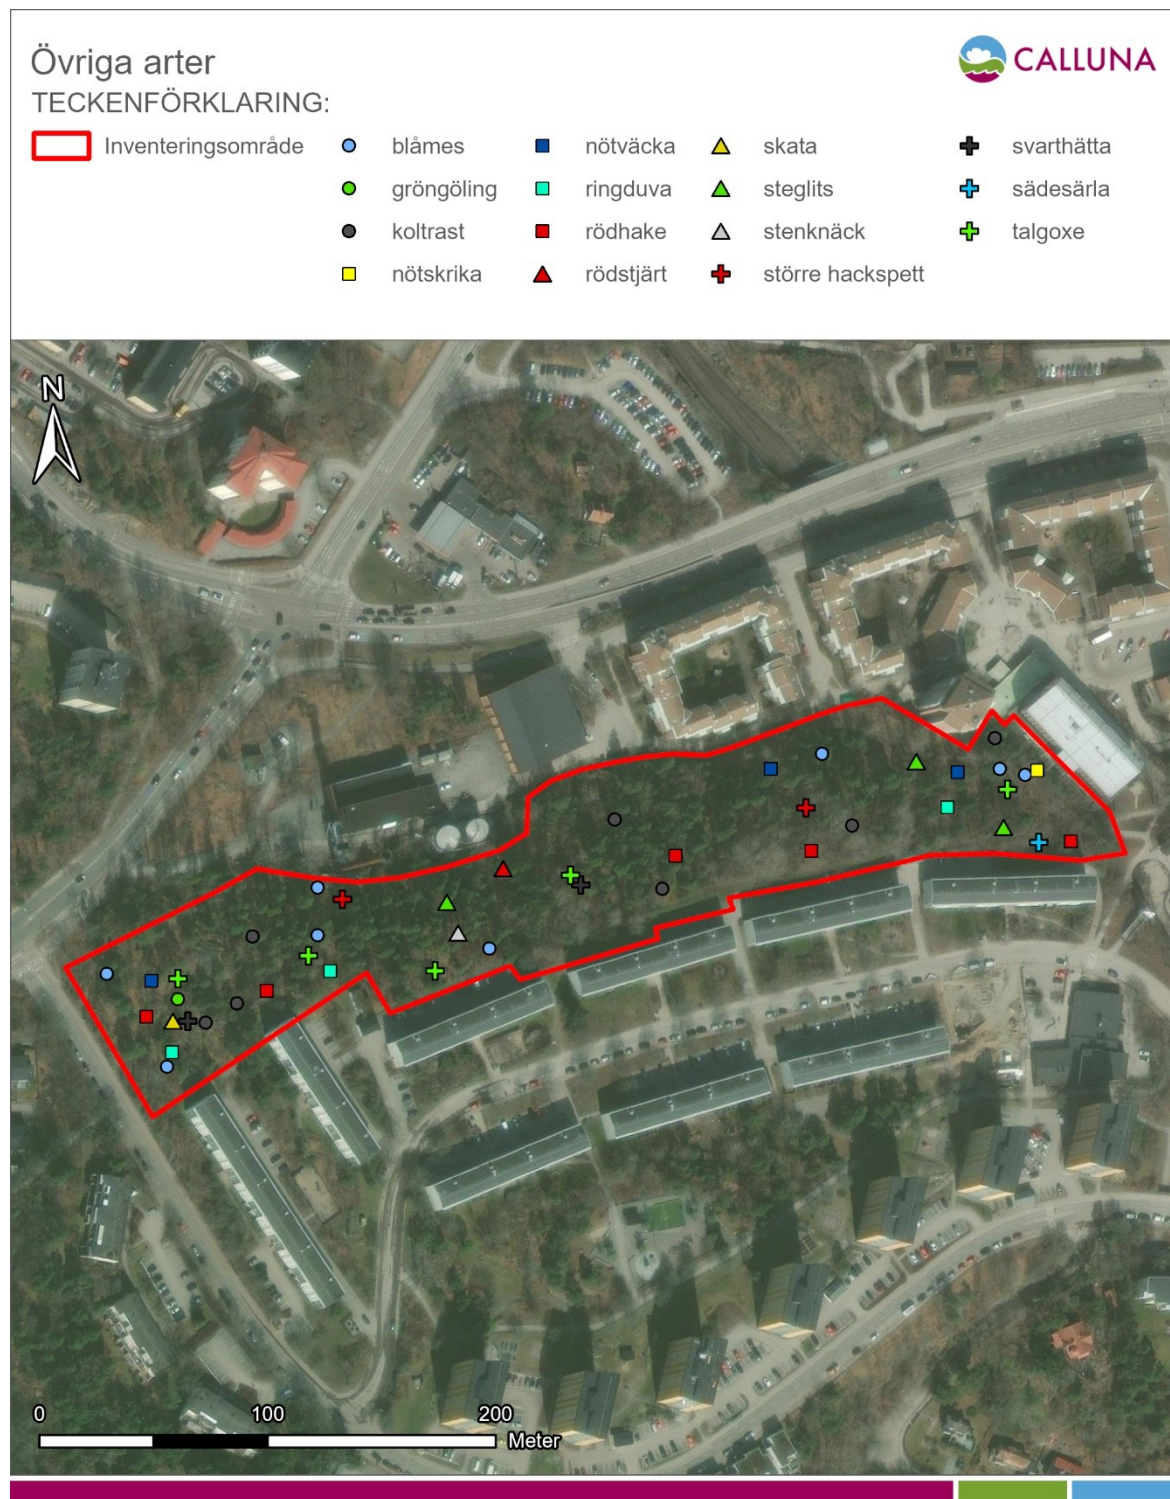 Övriga arter
CALLUNA
TECKENFÖRKLARING:
Inventeringsområde
blåmes
nötväcka
skata
svarthätta
gröngöling
ringduva
steglits
sädesärla
koltrast
rödhake
stenknäck
talgoxe
nötskrika
rödstjärt
större hackspett
N
0
100
200
Meter